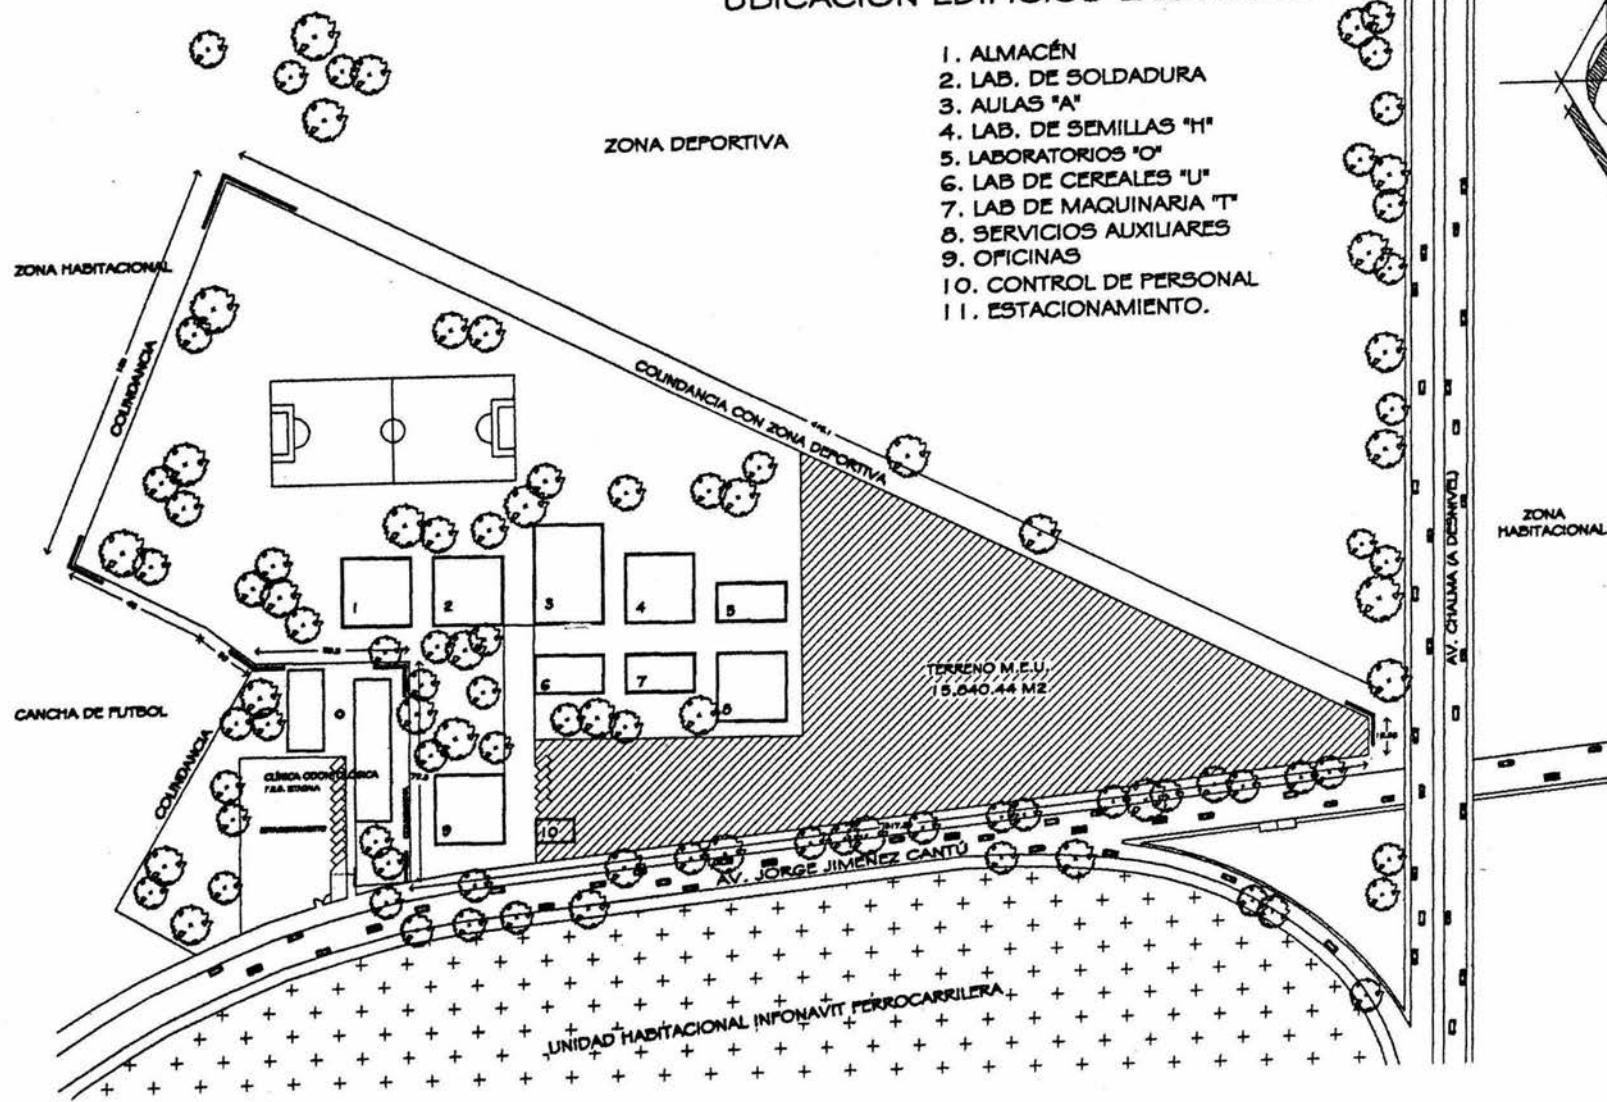 UBICACIÓN EDIFICIOS
1. ALMACÉN
2. LAB. DE SOLDADURA
3. AULAS "A"
4. LAB. DE SEMILLAS "H"
5. LABORATORIOS "O"
6. LAB DE CEREALES "U"
7. LAB DE MAQUINARIA "T"
8. SERVICIOS AUXILIARES
9. OFICINAS
10. CONTROL DE PERSONAL
11. ESTACIONAMIENTO.
ZONA DEPORTIVA
ZONA HABITACIONAL
COLINDANCIA
COLINDANCIA CON ZONA DEPORTIVA
AV. CHALMA (A DESNIVEL)
ZONA
HABITACIONAL
1
2
3
4
5
6
7
8
TERRENO M.E.U.
15,840.44 M2
CANCHA DE FUTBOL
COLINDANCIA
CLÍNICA ODONTOLÓGICA
ESTACIONAMIENTO
9
10
AV. JORGE JIMÉNEZ CANTÚ
UNIDAD HABITACIONAL INFONAVIT FERROCARRILERA